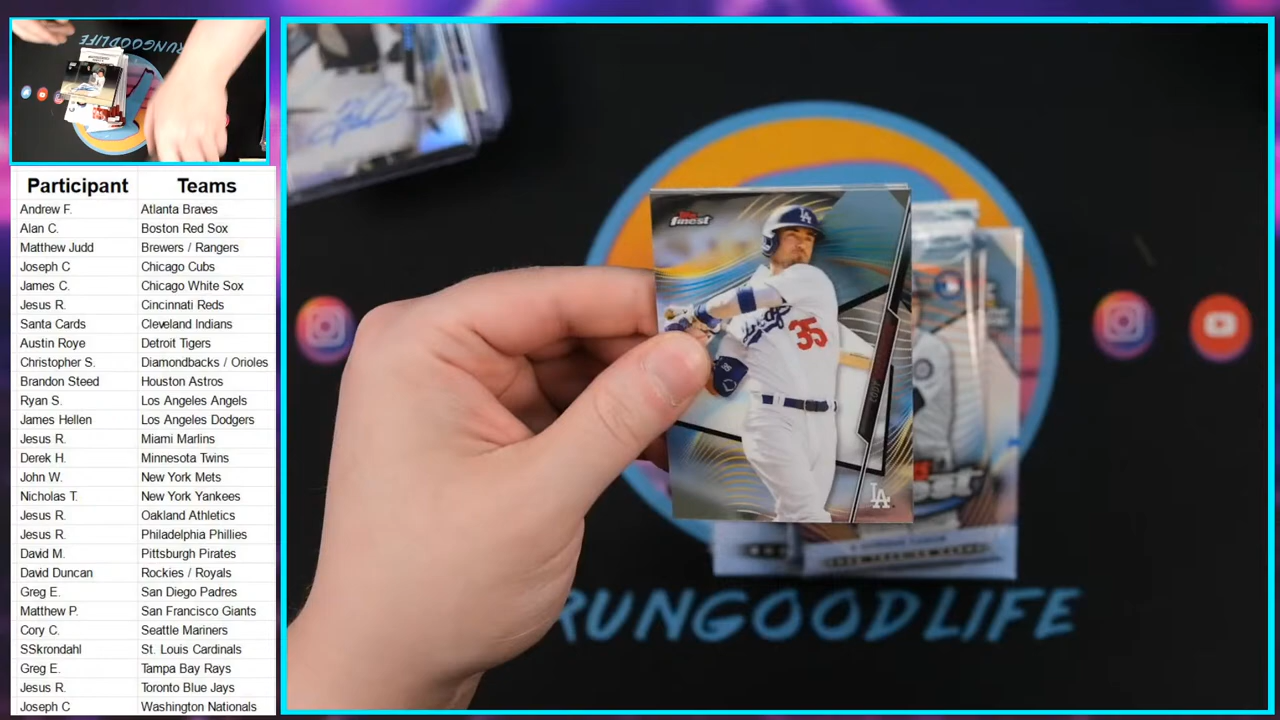 RUNGOODLIFE
Participant Teams
Andrew F. Atlanta Braves
Alan C. Boston Red Sox
Matthew Judd Brewers / Rangers
Joseph C Chicago Cubs
James C. Chicago White Sox
Jesus R. Cincinnati Reds
Santa Cards Cleveland Indians
Austin Roye Detroit Tigers
Christopher S. Diamondbacks / Orioles
Brandon Steed Houston Astros
Ryan S. Los Angeles Angels
James Hellen Los Angeles Dodgers
Jesus R. Miami Marlins
Derek H. Minnesota Twins
John W. New York Mets
Nicholas T. New York Yankees
Jesus R. Oakland Athletics
Jesus R. Philadelphia Phillies
David M. Pittsburgh Pirates
David Duncan Rockies / Royals
Greg E. San Diego Padres
Matthew P. San Francisco Giants
Cory C. Seattle Mariners
SSkrondahl St. Louis Cardinals
Greg E. Tampa Bay Rays
Jesus R. Toronto Blue Jays
Joseph C Washington Nationals
Topps
finest
LA
Dodgers
35
CODY
LA
RUNGOODLIFE